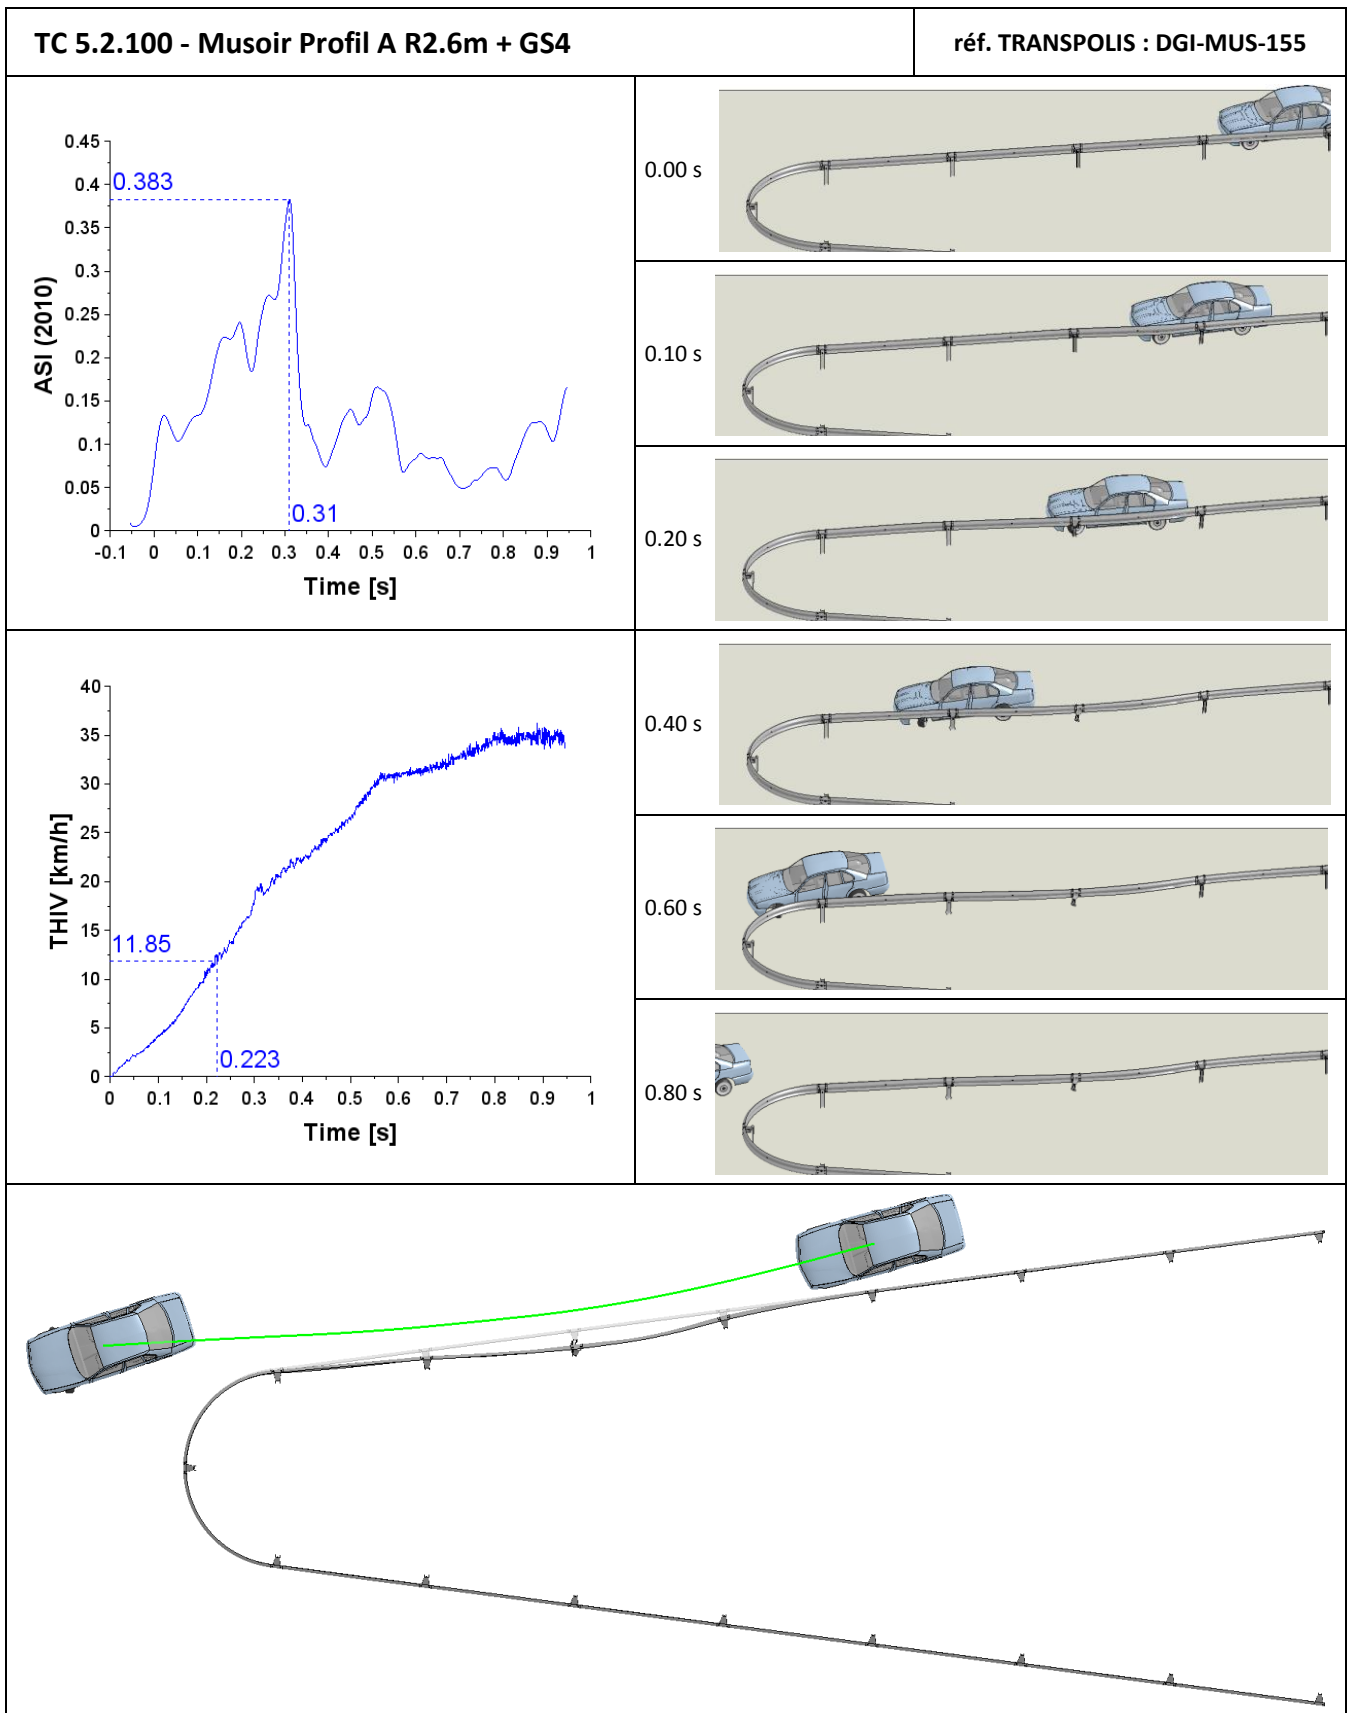 TC 5.2.100 - Musoir Profil A R2.6m + GS4
réf. TRANSPOLIS : DGI-MUS-155
0.45
0.4
0.35
0.3
0.25
0.2
0.15
0.1
0.05
0
ASI (2010)
0.383
0.31
-0.1 0 0.1 0.2 0.3 0.4 0.5 0.6 0.7 0.8 0.9 1
Time [s]
0.00 s
0.10 s
0.20 s
40
35
30
25
20
15
10
5
0
THIV [km/h]
11.85
0.223
0 0.1 0.2 0.3 0.4 0.5 0.6 0.7 0.8 0.9 1
Time [s]
0.40 s
0.60 s
0.80 s